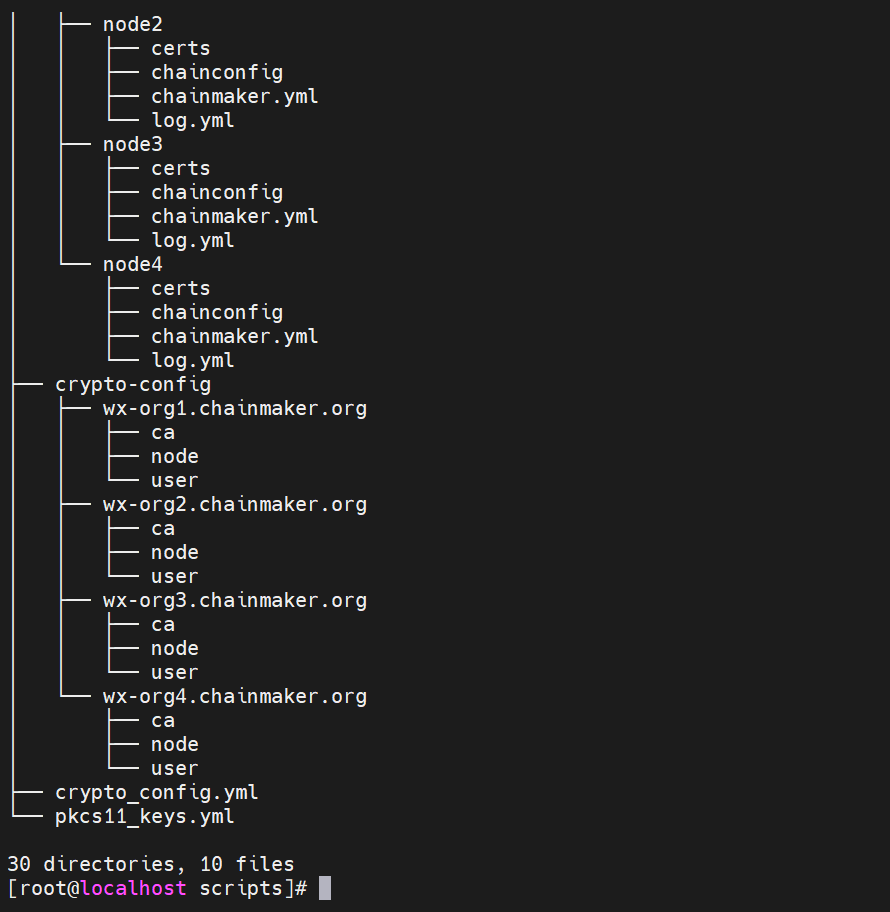 │   ├── node2
│   │   ├── certs
│   │   ├── chainconfig
│   │   ├── chainmaker.yml
│   │   └── log.yml
│   ├── node3
│   │   ├── certs
│   │   ├── chainconfig
│   │   ├── chainmaker.yml
│   │   └── log.yml
│   └── node4
│       ├── certs
│       ├── chainconfig
│       ├── chainmaker.yml
│       └── log.yml
├── crypto-config
│   ├── wx-org1.chainmaker.org
│   │   ├── ca
│   │   ├── node
│   │   └── user
│   ├── wx-org2.chainmaker.org
│   │   ├── ca
│   │   ├── node
│   │   └── user
│   ├── wx-org3.chainmaker.org
│   │   ├── ca
│   │   ├── node
│   │   └── user
│   └── wx-org4.chainmaker.org
│       ├── ca
│       ├── node
│       └── user
├── crypto_config.yml
└── pkcs11_keys.yml
30 directories, 10 files
[root@localhost scripts]#